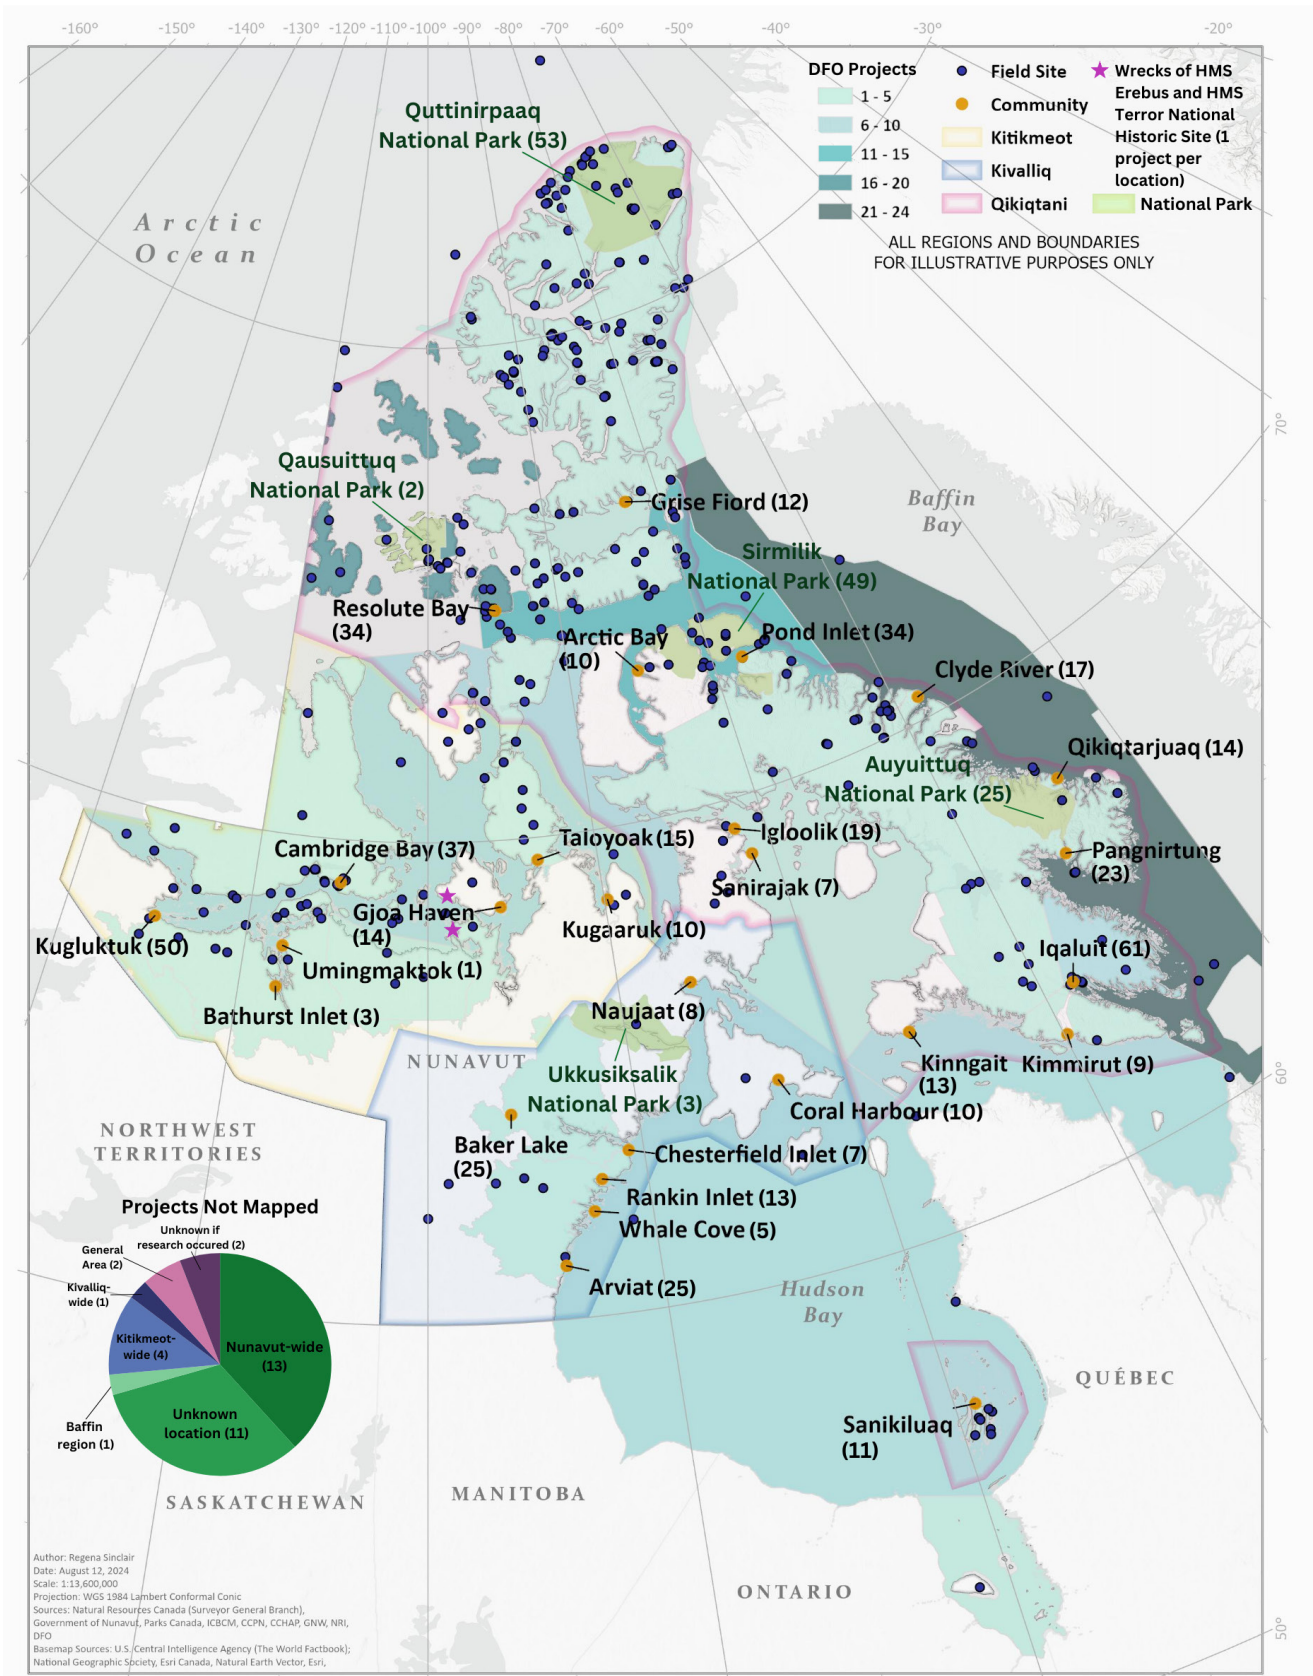 -160°
-150°
-140°
-130°
-120°
-110°
-100°
-90°
-80°
-70°
-60°
-50°
-40°
-30°
-20°
DFO Projects
1 - 5
6 - 10
11 - 15
16 - 20
21 - 24
Field Site
Community
Kitikmeot
Kivalliq
Qikiqtani
Wrecks of HMS
Erebus and HMS
Terror National
Historic Site (1
project per
location)
National Park
ALL REGIONS AND BOUNDARIES
FOR ILLUSTRATIVE PURPOSES ONLY
Quttinirpaaq
National Park (53)
Arctic
Ocean
70°
Qausuittuq
National Park (2)
Grise Fiord (12)
Baffin
Bay
Sirmilik
National Park (49)
Resolute Bay
(34)
Arctic Bay
(10)
Pond Inlet (34)
Clyde River (17)
Qikiqtarjuaq (14)
Auyuittuq
National Park (25)
Igloolik (19)
Taloyoak (15)
Cambridge Bay (37)
Pangnirtung
(23)
Sanirajak (7)
Gjoa Haven
(14)
Kugaaruk (10)
Kugluktuk (50)
Umingmaktok (1)
Iqaluit (61)
Bathurst Inlet (3)
Naujaat (8)
NUNAVUT
Kinngait
(13)
Kimmirut (9)
60°
Ukkusiksalik
National Park (3)
Coral Harbour (10)
NORTHWEST
TERRITORIES
Baker Lake
(25)
Chesterfield Inlet (7)
Rankin Inlet (13)
Whale Cove (5)
Arviat (25)
Hudson
Bay
QUÉBEC
Sanikiluaq
(11)
Projects Not Mapped
Unknown if
research occured (2)
General
Area (2)
Kivalliq-
wide (1)
Kitikmeot-
wide (4)
Nunavut-wide
(13)
Baffin
region (1)
Unknown
location (11)
SASKATCHEWAN
MANITOBA
ONTARIO
50°
Author: Regena Sinclair
Date: August 12, 2024
Scale: 1:13,600,000
Projection: WGS 1984 Lambert Conformal Conic
Sources: Natural Resources Canada (Surveyor General Branch),
Government of Nunavut, Parks Canada, ICBCM, CCPN, CCHAP, GNW, NRI,
DFO
Basemap Sources: U.S. Central Intelligence Agency (The World Factbook);
National Geographic Society, Esri Canada, Natural Earth Vector, Esri,